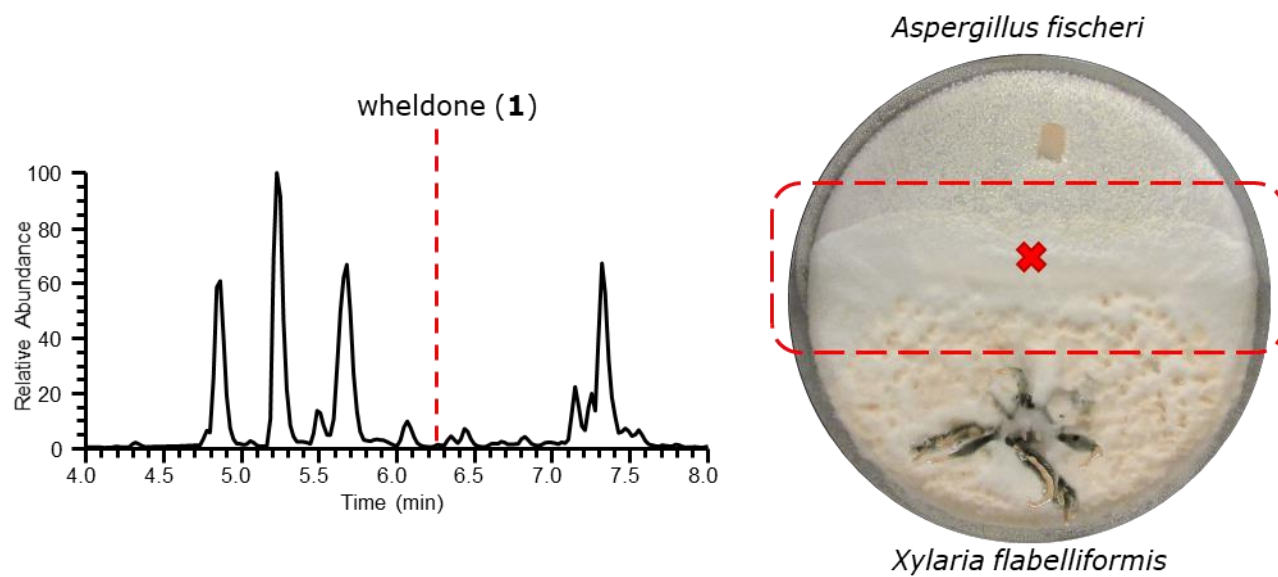 Aspergillus fischeri
wheldone (1)
100
80
60
40
20
0
Relative Abundance
4.0 4.5 5.0 5.5 6.0 6.5 7.0 7.5 8.0
Time (min)
Xylaria flabelliformis